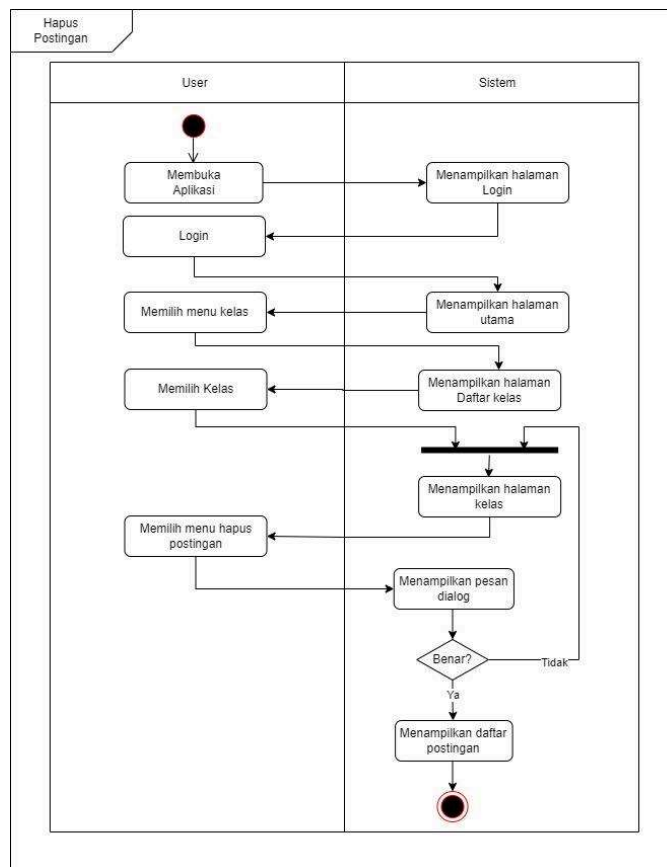 Hapus
Postingan
User
Sistem
Membuka
Aplikasi
Menampilkan halaman
Login
Login
Menampilkan halaman
utama
Memilih menu kelas
Menampilkan halaman
Daftar kelas
Memilih Kelas
Menampilkan halaman
kelas
Memilih menu hapus
postingan
Menampilkan pesan
dialog
Benar?
Tidak
Ya
Menampilkan daftar
postingan